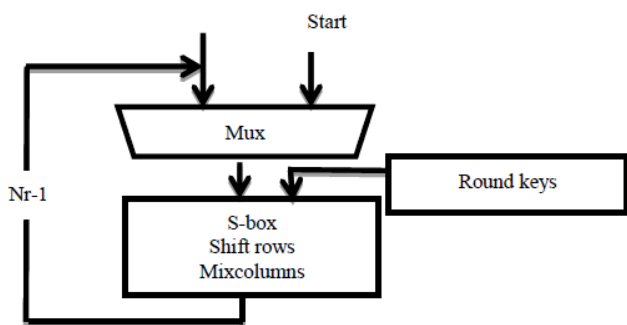 Start
Mux
Round keys
Nr-1
S-box
Shift rows
Mixcolumns